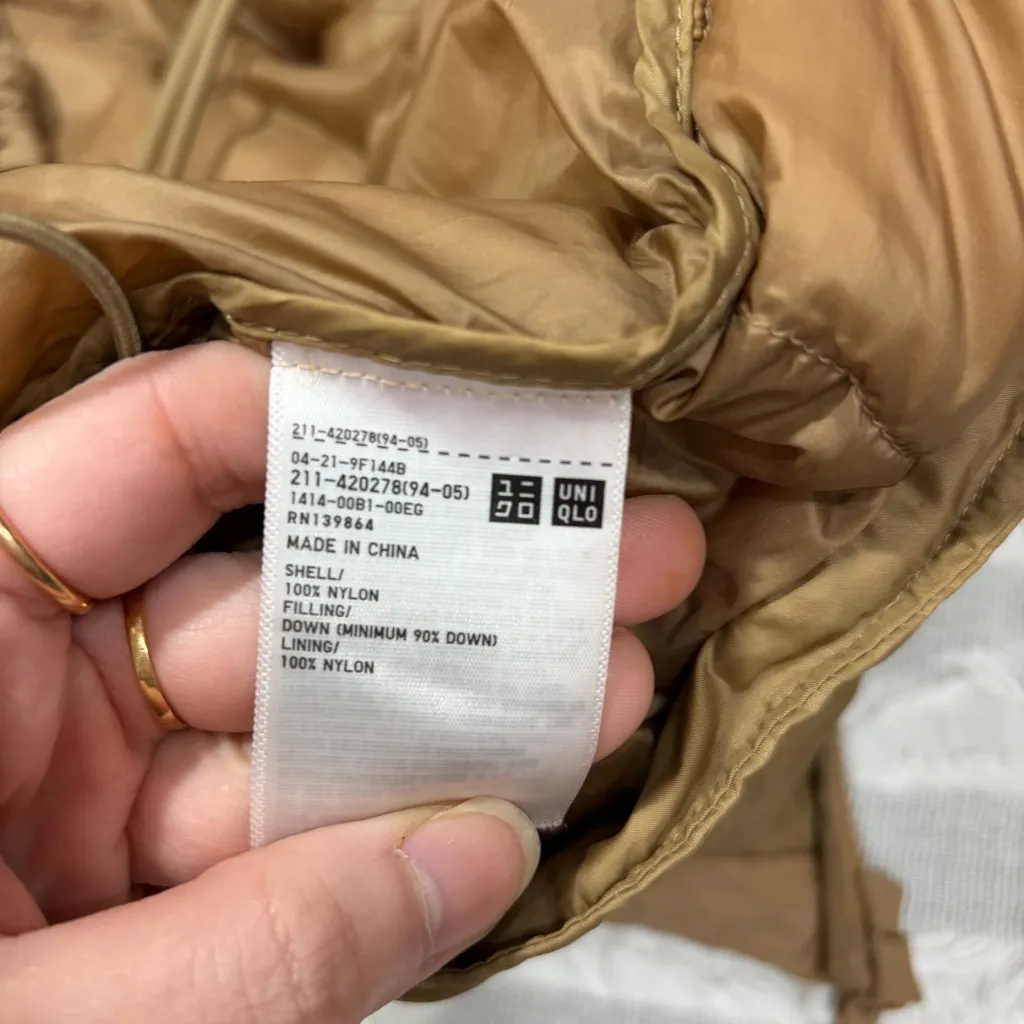 211-420278(94-05)
04-21-9F144B
211-420278(94-05)
1414-00B1-00EG
RN139864
ユニ
クロ
UNI
QLO
MADE IN CHINA
SHELL/
100% NYLON
FILLING/
DOWN (MINIMUM 90% DOWN)
LINING/
100% NYLON